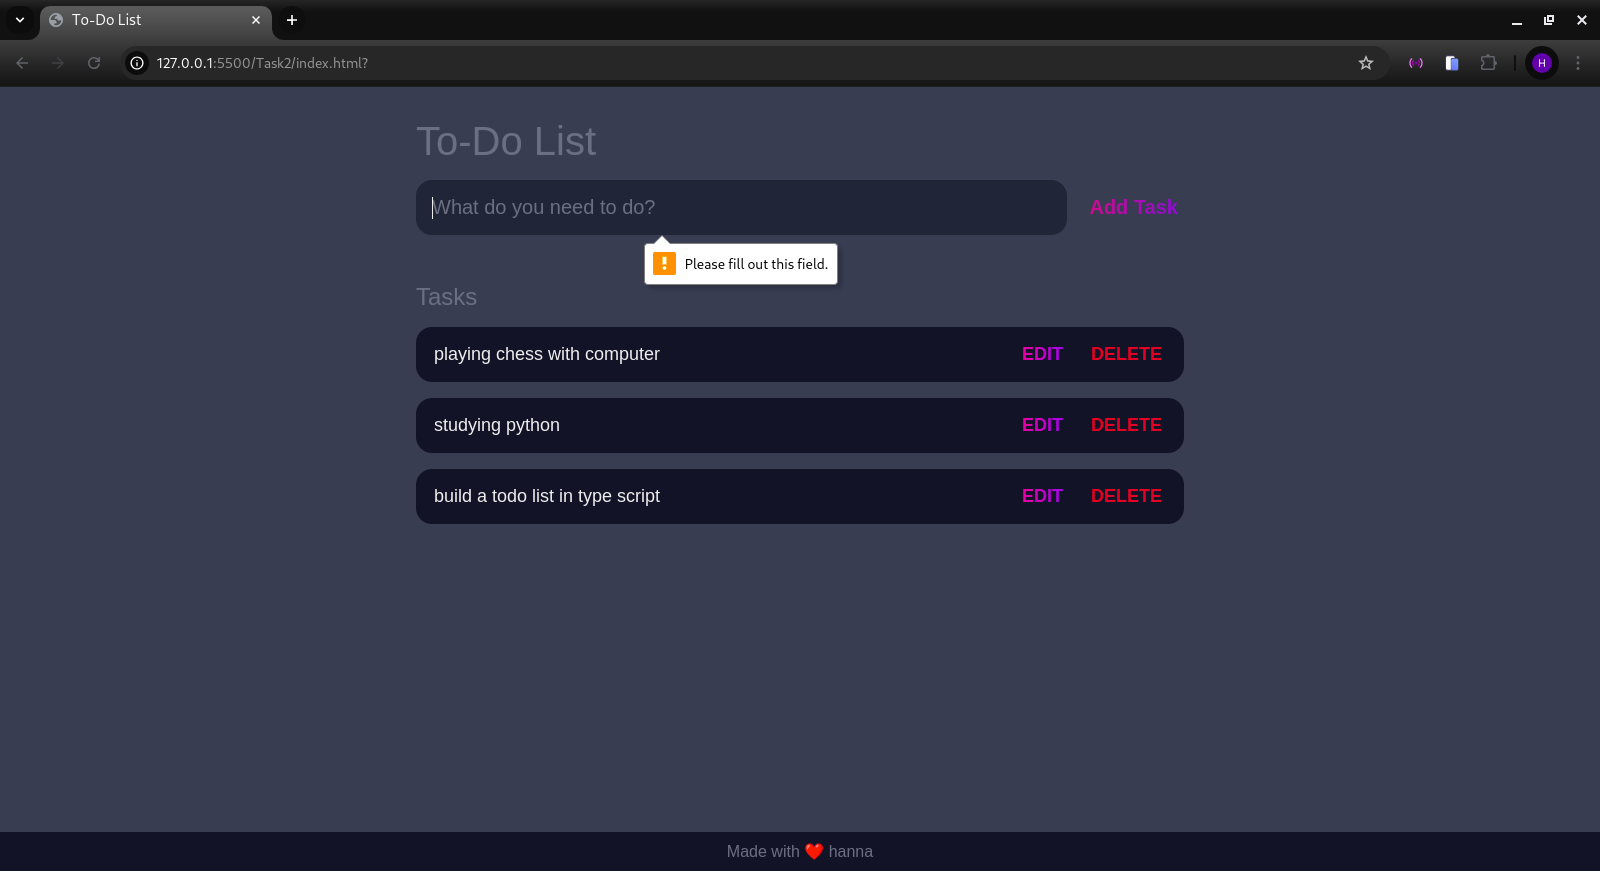 To-Do List
127.0.0.1:5500/Task2/index.html?
H
To-Do List
What do you need to do?
Add Task
Please fill out this field.
Tasks
playing chess with computer EDIT DELETE
studying python EDIT DELETE
build a todo list in type script EDIT DELETE
Made with ❤️ hanna